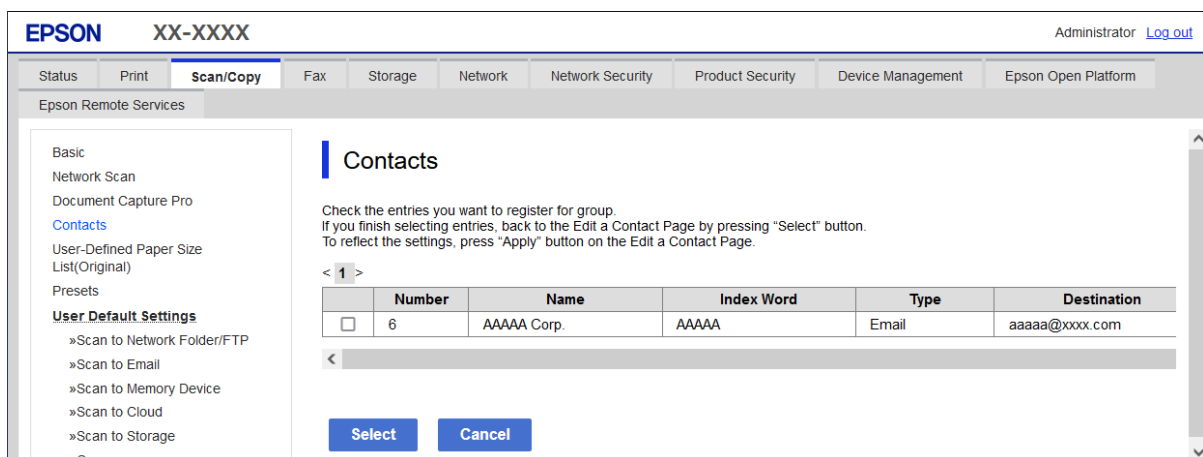 EPSON XX-XXXX Administrator Log out
Status Print Scan/Copy Fax Storage Network Network Security Product Security Device Management Epson Open Platform
Epson Remote Services
Basic
Network Scan
Document Capture Pro
Contacts
User-Defined Paper Size
List(Original)
Presets
User Default Settings
»Scan to Network Folder/FTP
»Scan to Email
»Scan to Memory Device
»Scan to Cloud
»Scan to Storage
Contacts
Check the entries you want to register for group.
If you finish selecting entries, back to the Edit a Contact Page by pressing “Select” button.
To reflect the settings, press “Apply” button on the Edit a Contact Page.
< 1 >
Number Name Index Word Type Destination
6 AAAAA Corp. AAAAA Email aaaaa@xxxx.com
Select Cancel